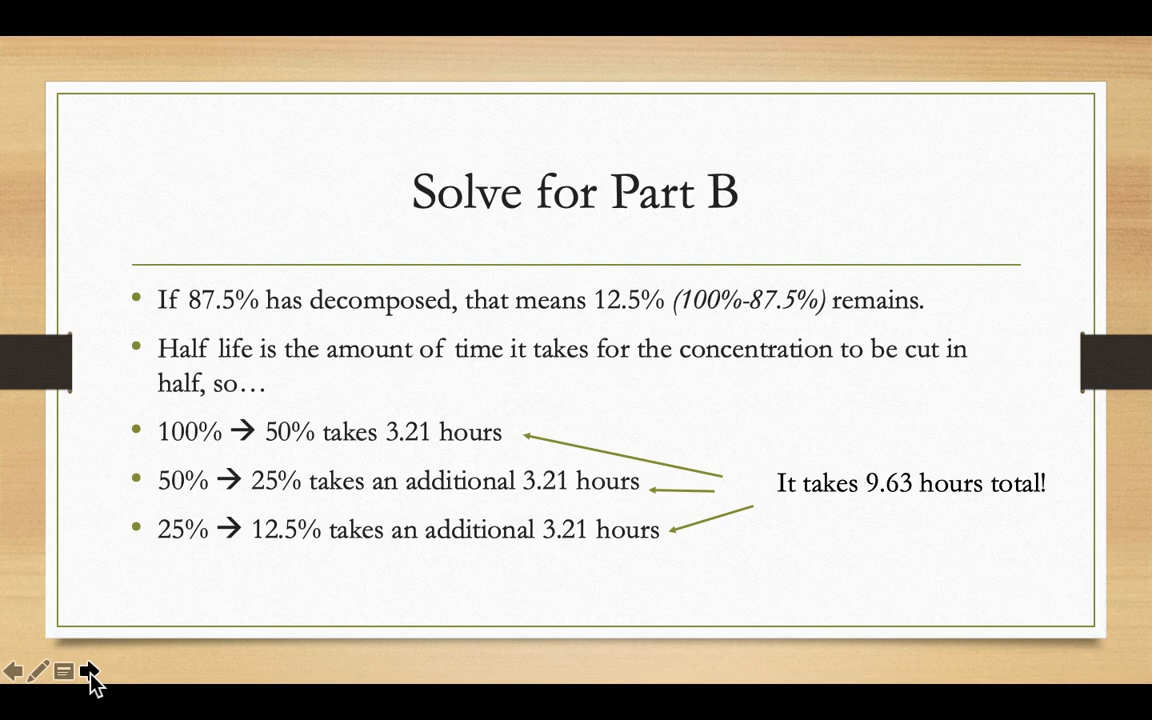 Solve for Part B
• If 87.5% has decomposed, that means 12.5% (100%-87.5%) remains.
• Half life is the amount of time it takes for the concentration to be cut in
half, so…
• 100% → 50% takes 3.21 hours
• 50% → 25% takes an additional 3.21 hours
It takes 9.63 hours total!
• 25% → 12.5% takes an additional 3.21 hours